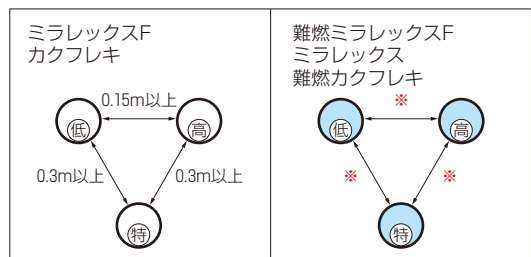 ミラレックスF
カクフレキ
0.15m以上
低
高
0.3m以上
0.3m以上
特
難燃ミラレックスF
ミラレックス
難燃カクフレキ
※
低
高
※
※
特